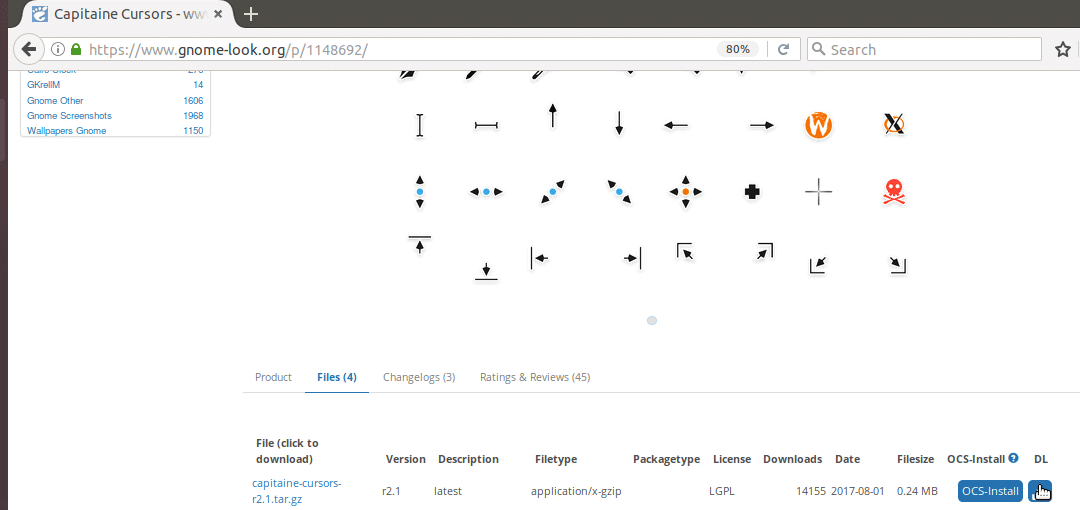 Capitaine Cursors - ww
https://www.gnome-look.org/p/1148692/
80%
Search
Cairo Clock 270
GKrellM 14
Gnome Other 1606
Gnome Screenshots 1968
Wallpapers Gnome 1150
Product Files (4) Changelogs (3) Ratings & Reviews (45)
File (click to
download) Version Description Filetype Packagetype License Downloads Date Filesize OCS-Install DL
capitaine-cursors-
r2.1.tar.gz r2.1 latest application/x-gzip LGPL 14155 2017-08-01 0.24 MB OCS-Install